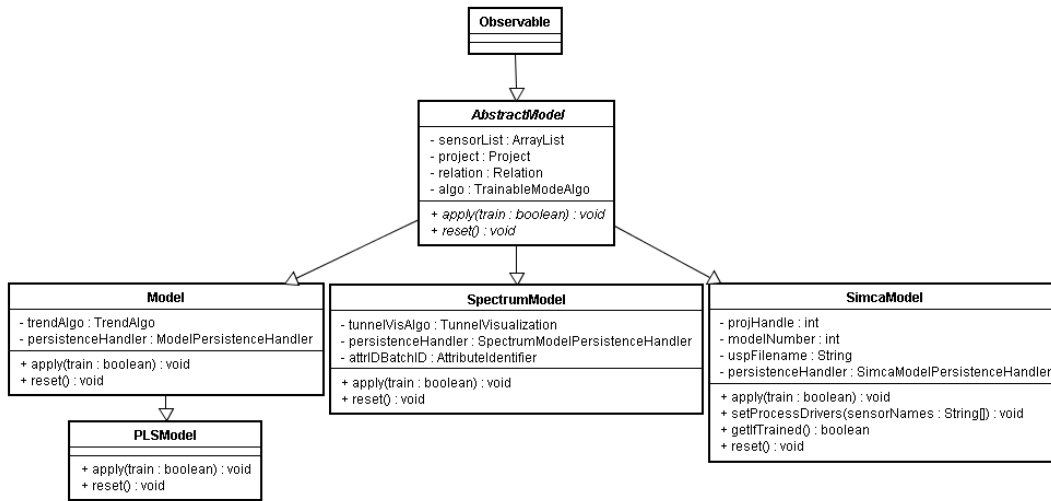 Observable
AbstractModel
- sensorList : ArrayList
- project : Project
- relation : Relation
- algo : TrainableModeAlgo
+ apply(train : boolean) : void
+ reset() : void
Model
- trendAlgo : TrendAlgo
- persistenceHandler : ModelPersistenceHandler
+ apply(train : boolean) : void
+ reset() : void
SpectrumModel
- tunnelVisAlgo : TunnelVisualization
- persistenceHandler : SpectrumModelPersistenceHandler
- attrIDBatchID : AttributeIdentifier
+ apply(train : boolean) : void
+ reset() : void
SimcaModel
- projHandle : int
- modelNumber : int
- uspFilename : String
- persistenceHandler : SimcaModelPersistenceHandler
+ apply(train : boolean) : void
+ setProcessDrivers(sensorNames : String[]) : void
+ getIfTrained() : boolean
+ reset() : void
PLSModel
+ apply(train : boolean) : void
+ reset() : void